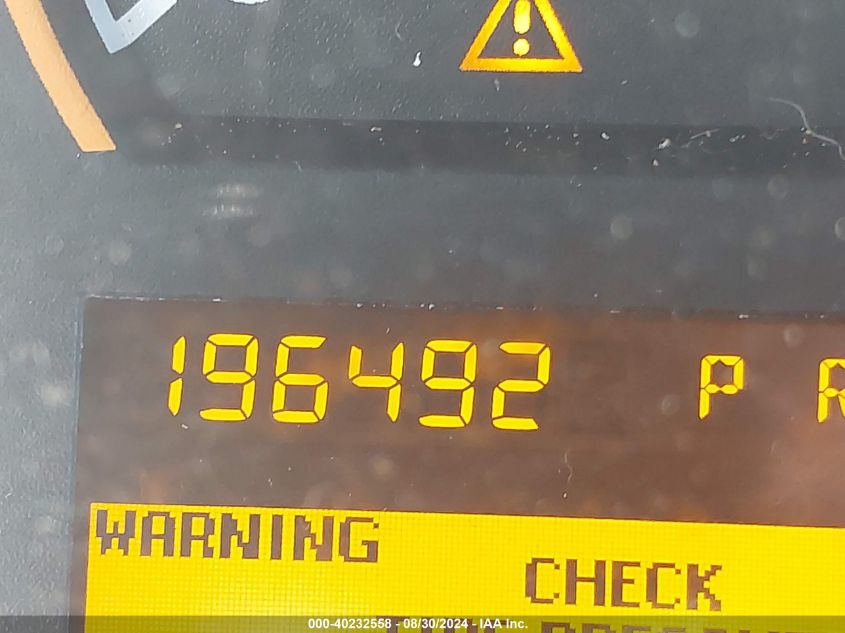 196492 P R
WARNING
CHECK
000-40232558 - 08/30/2024 - IAA Inc.